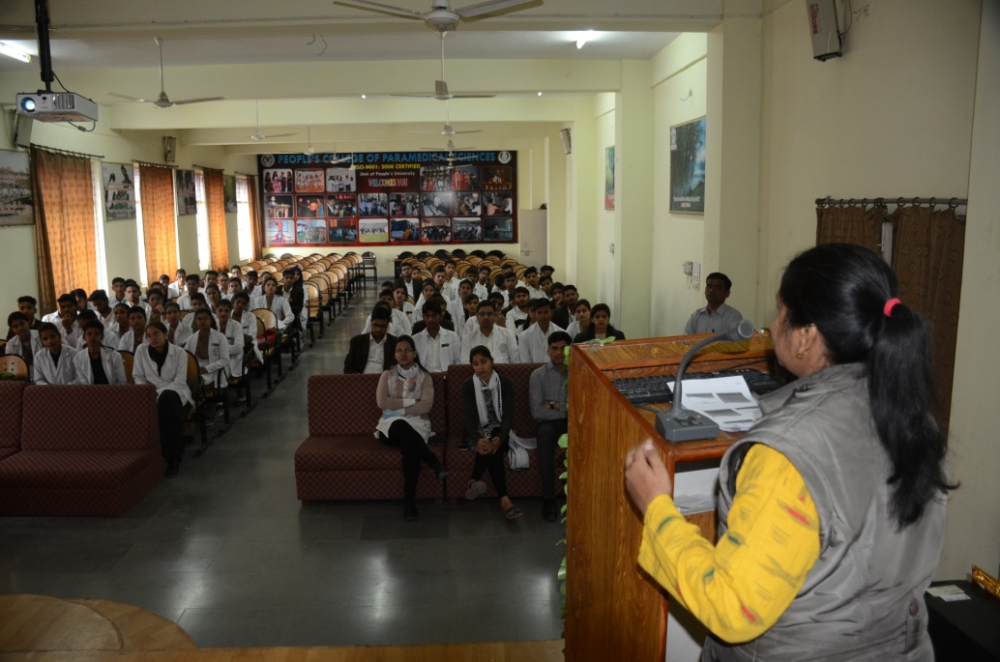 PEOPLE'S COLLEGE OF PARAMEDICAL SCIENCES
ISO-9001: 2008 CERTIFIED
Unit of People's University
WELCOMES YOU